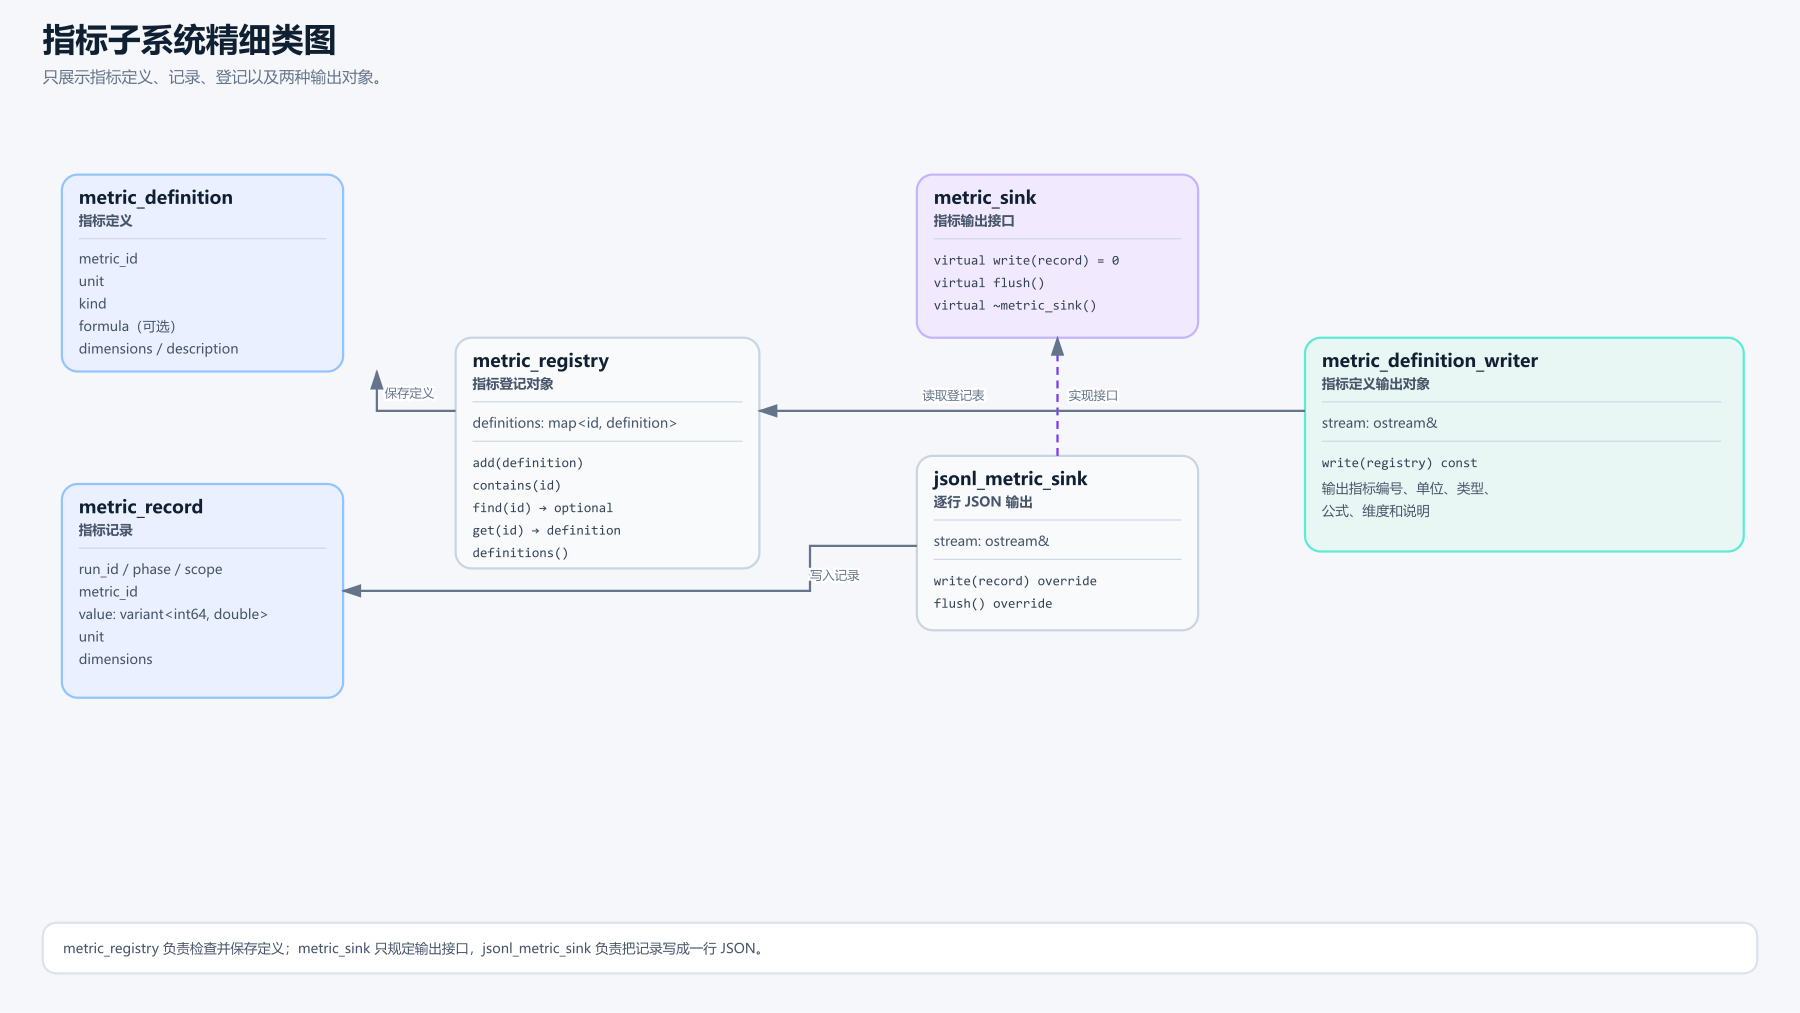 指标子系统精细类图
只展示指标定义、记录、登记以及两种输出对象。
metric_definition
指标定义
metric_id
unit
kind
formula（可选）
dimensions / description
metric_record
指标记录
run_id / phase / scope
metric_id
value: variant<int64, double>
unit
dimensions
保存定义
metric_registry
指标登记对象
definitions: map<id, definition>
add(definition)
contains(id)
find(id) → optional
get(id) → definition
definitions()
写入记录
metric_sink
指标输出接口
virtual write(record) = 0
virtual flush()
virtual ~metric_sink()
读取登记表
实现接口
jsonl_metric_sink
逐行 JSON 输出
stream: ostream&
write(record) override
flush() override
metric_definition_writer
指标定义输出对象
stream: ostream&
write(registry) const
输出指标编号、单位、类型、
公式、维度和说明
metric_registry 负责检查并保存定义；metric_sink 只规定输出接口，jsonl_metric_sink 负责把记录写成一行 JSON。